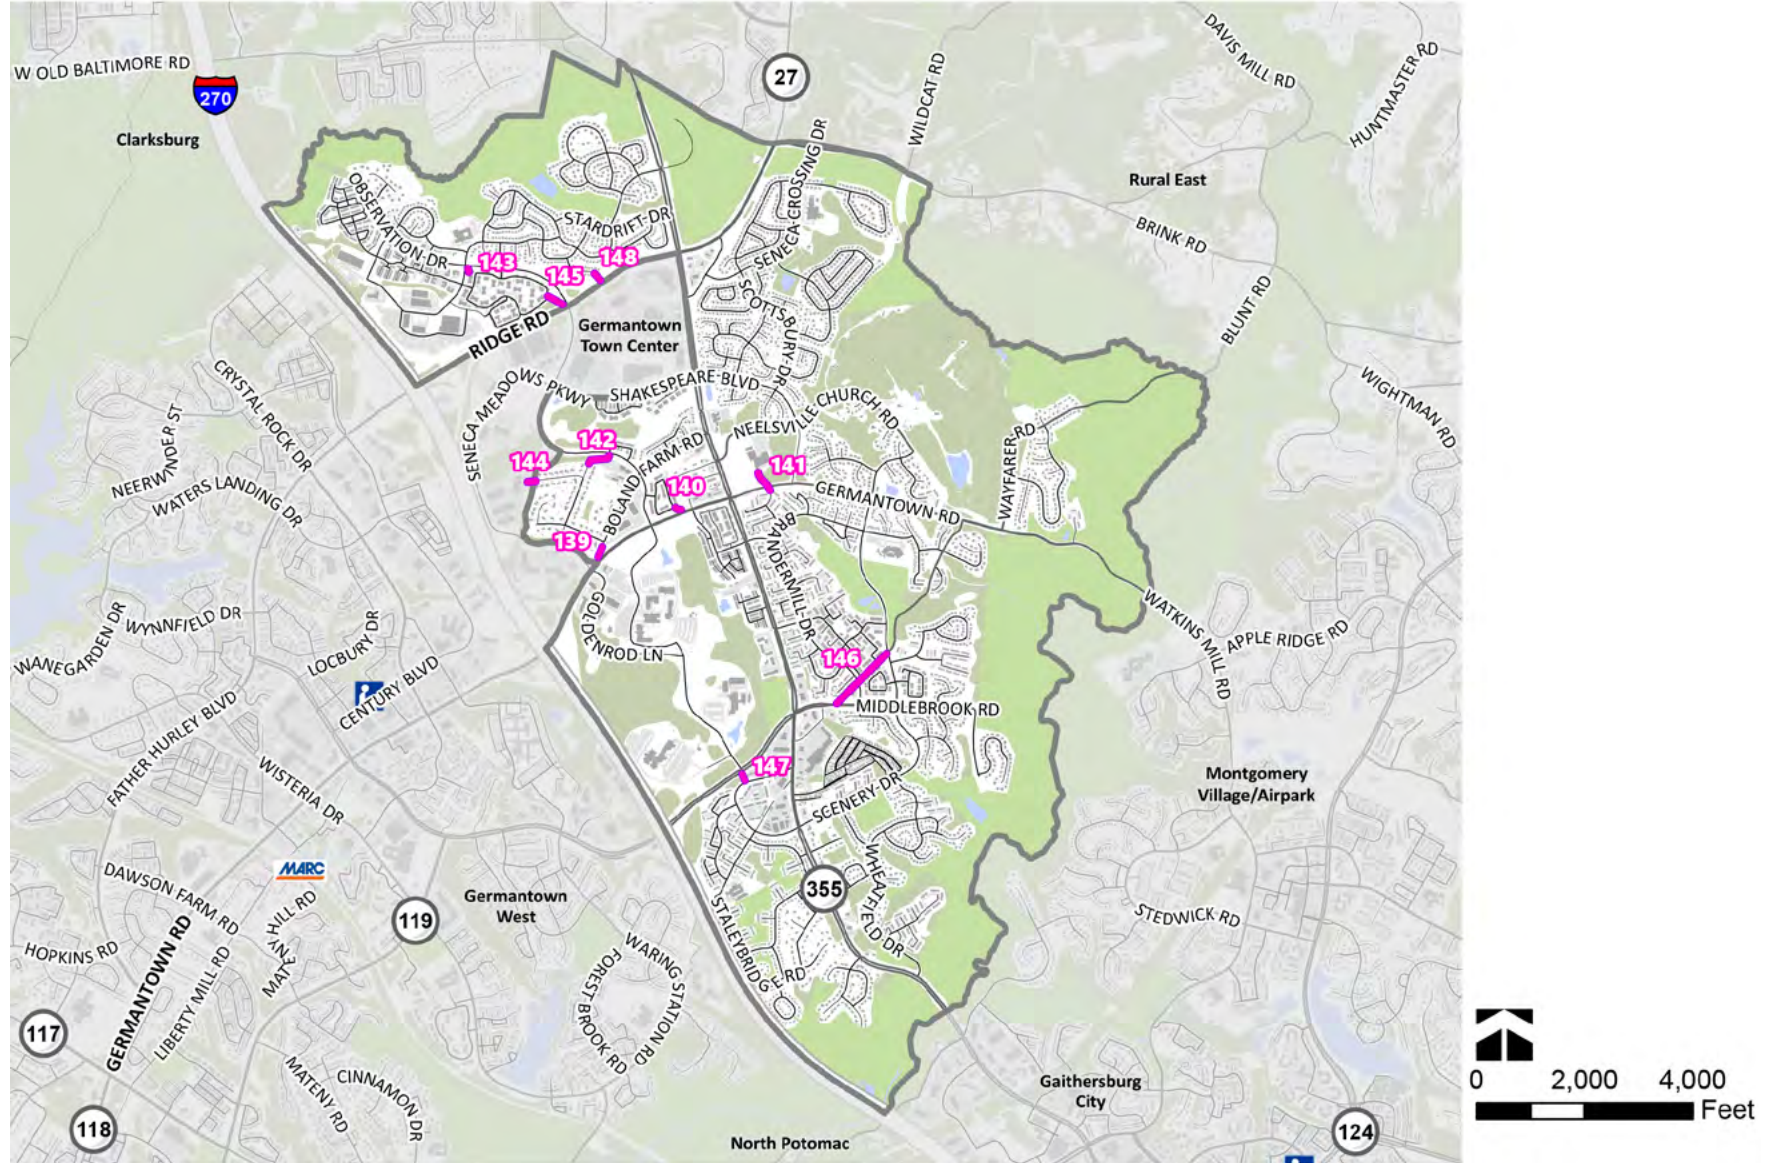 W OLD BALTIMORE RD
270
Clarksburg
27
WILDCAT RD
DAVIS MILL RD
HUNTMASTER RD
Rural East
BRINK RD
BLUNT RD
WIGHTMAN RD
OBSERVATION DR
STARDRIFT DR
SENECA CROSSING DR
143
145
148
RIDGE RD
Germantown
Town Center
SCOTTSBURY DR
SENECA MEADOWS PKWY
SHAKESPEARE BLVD
NEELSVILLE CHURCH RD
CRYSTAL ROCK DR
NEERWINDER ST
WATERS LANDING DR
142
144
BOLAND FARM RD
140
141
139
GERMANTOWN RD
WAYFARER RD
BRANDERMILL DR
GOLDENROD LN
WATKINS MILL RD
APPLE RIDGE RD
WYNNFIELD DR
WANEGARDEN DR
LOCBURY DR
CENTURY BLVD
146
MIDDLEBROOK RD
FATHER HURLEY BLVD
WISTERIA DR
147
SCENERY DR
Montgomery
Village/Airpark
MARC
DAWSON FARM RD
HOPKINS RD
GERMANTOWN RD
LIBERTY MILL RD
MATENY HILL RD
119
Germantown
West
355
WHEATFIELD DR
STALEYBRIDGE RD
STEDWICK RD
WARING STATION RD
FOREST BROOK RD
117
CINNAMON DR
MATENY RD
118
Gaithersburg
City
North Potomac
124
0 2,000 4,000
Feet